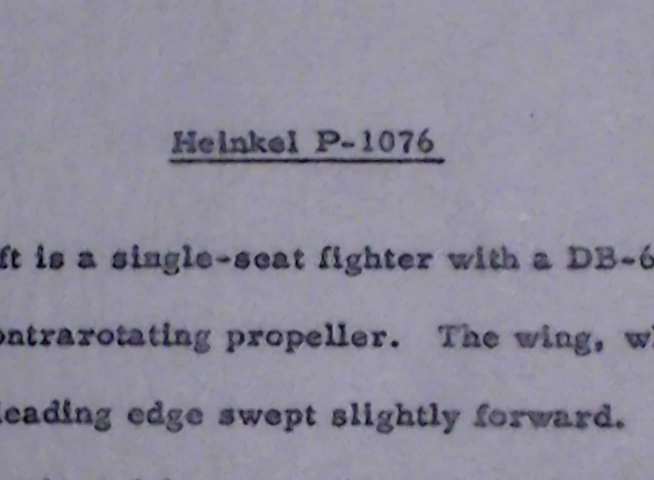 Heinkel P-1076
ft is a single-seat fighter with a DB-6
ontrarotating propeller. The wing, w
leading edge swept slightly forward.